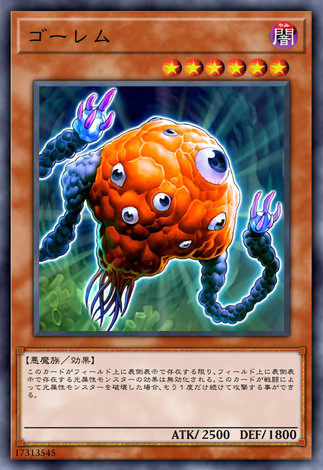 ゴーレム
闇
やみ
【悪魔族／効果】
このカードがフィールド上に表側表示で存在する限り、フィールド上に表側表
示で存在する光属性モンスターの効果は無効化される。このカードが戦闘によっ
て光属性モンスターを破壊した場合、もう１度だけ続けて攻撃する事ができ
る。
ATK/ 2500 DEF/1800
17313545